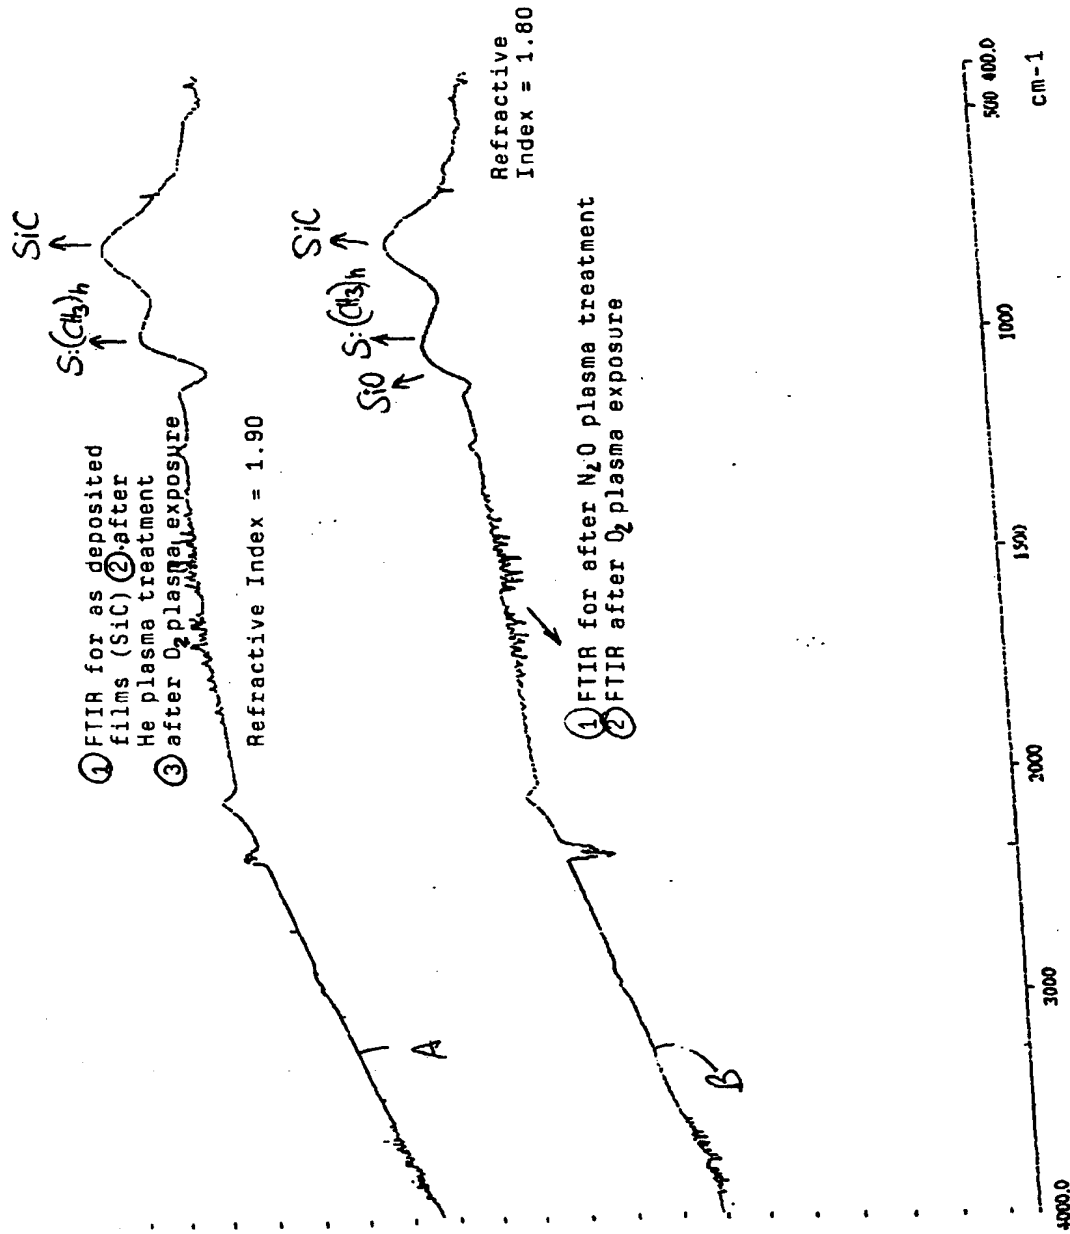 SiC
Si(CH3)n
① FTIR for as deposited
films (SiC) ② after
He plasma treatment
③ after O2 plasma exposure
Refractive Index = 1.90
A
SiC
Si(CH3)n
SiO
Refractive
Index = 1.80
① FTIR for after N2O plasma treatment
② FTIR after O2 plasma exposure
B
4000.0
3000
2000
1500
1000
500
400.0
cm-1